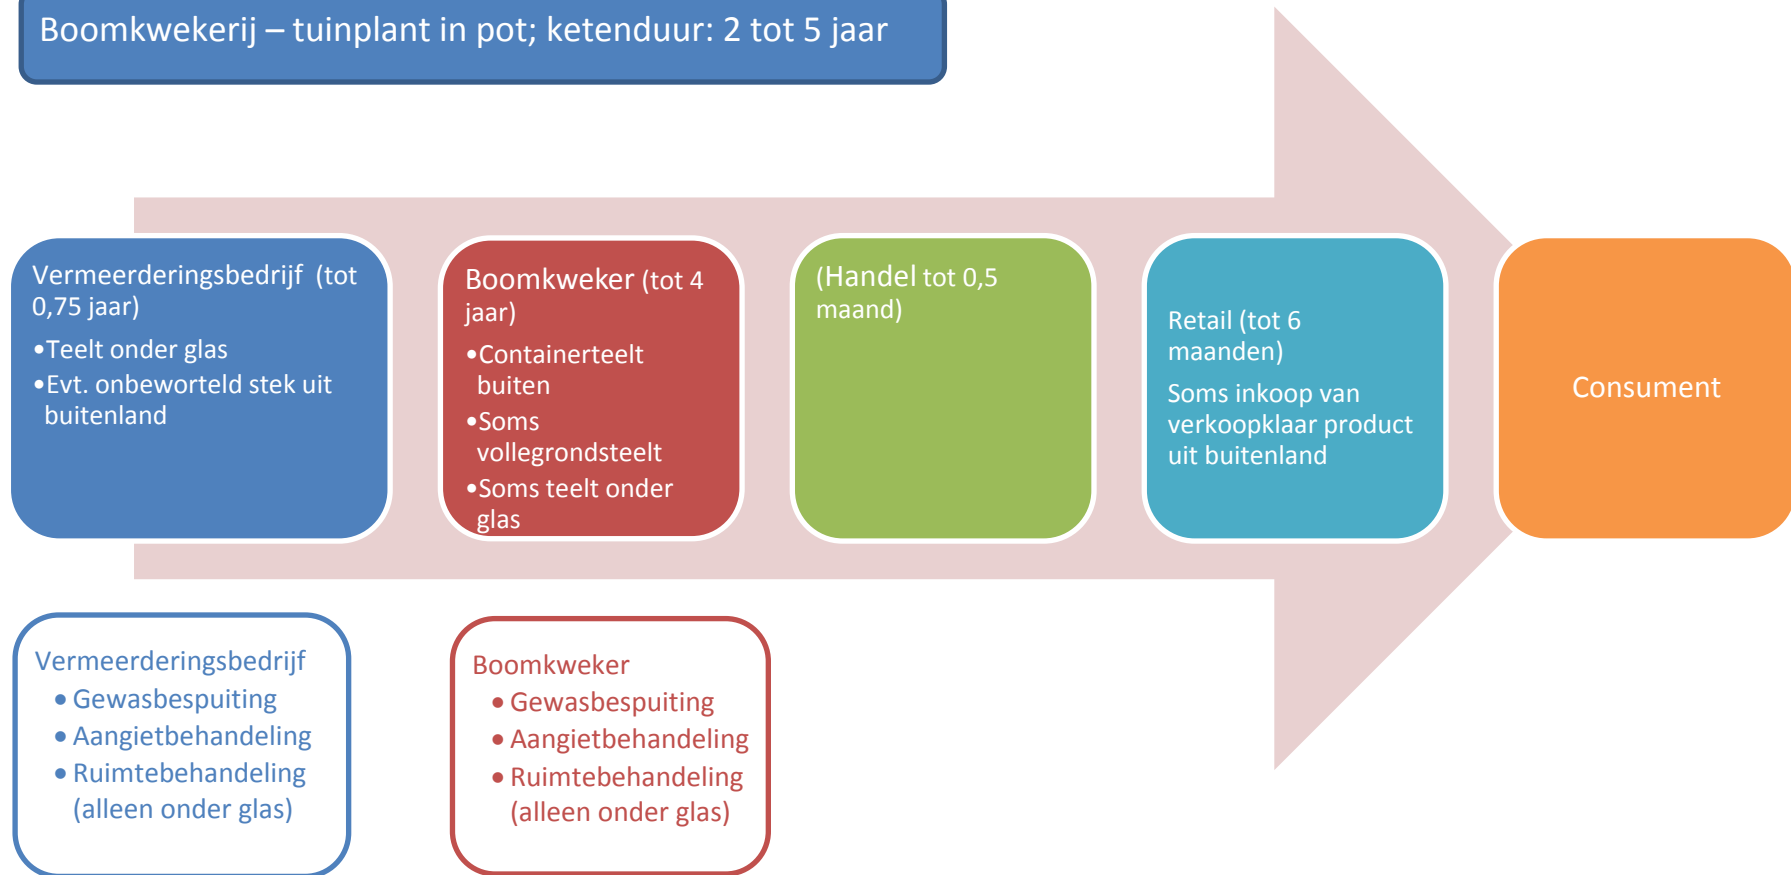 Boomkwekerij – tuinplant in pot; ketenduur: 2 tot 5 jaar
Vermeerderingsbedrijf (tot
0,75 jaar)
•Teelt onder glas
•Evt. onbeworteld stek uit
buitenland
Boomkweker (tot 4
jaar)
•Containerteelt
buiten
•Soms
vollegrondsteelt
•Soms teelt onder
glas
(Handel tot 0,5
maand)
Retail (tot 6
maanden)
Soms inkoop van
verkoopklaar product
uit buitenland
Consument
Vermeerderingsbedrijf
• Gewasbespuiting
• Aangietbehandeling
• Ruimtebehandeling
(alleen onder glas)
Boomkweker
• Gewasbespuiting
• Aangietbehandeling
• Ruimtebehandeling
(alleen onder glas)